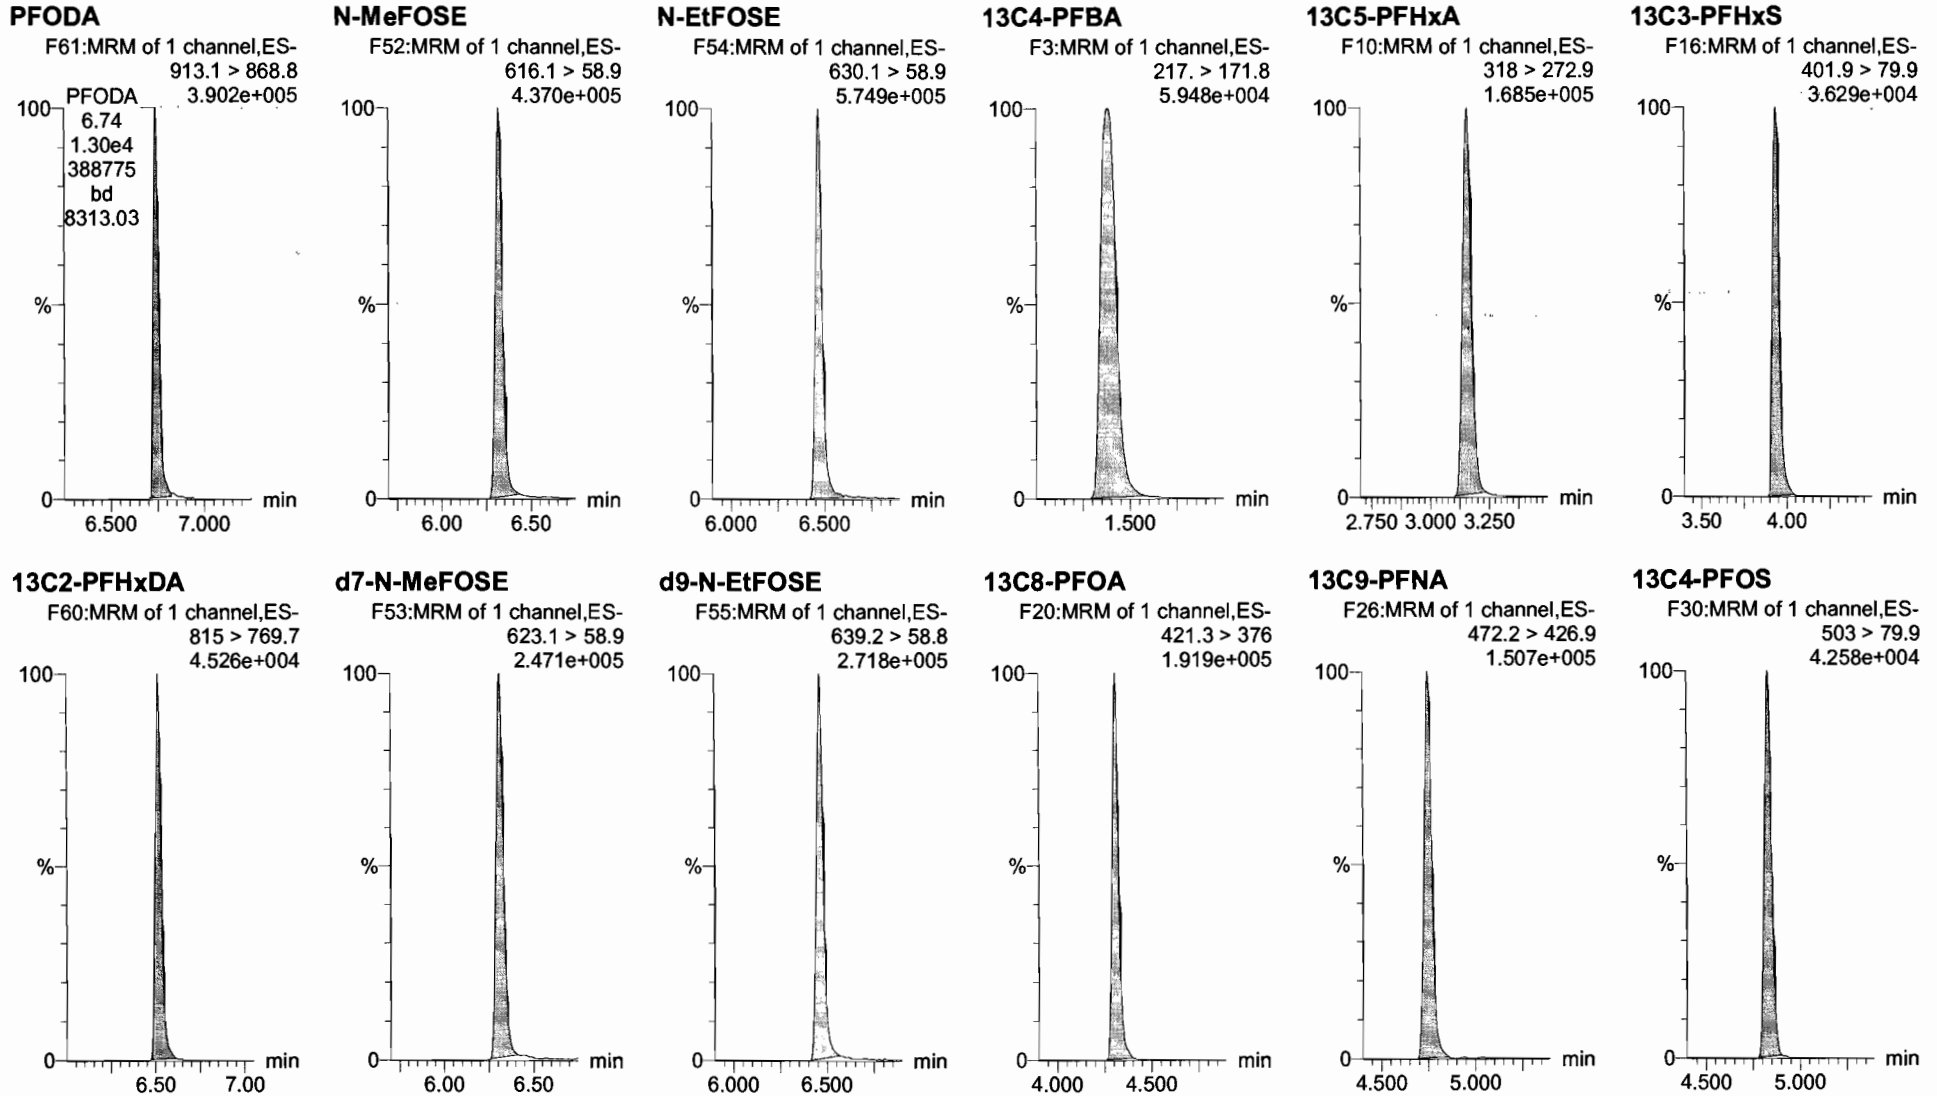 PFODA
F61:MRM of 1 channel,ES-
913.1 > 868.8
3.902e+005
PFODA
6.74
1.30e4
388775
bd
8313.03
100
%
0
min
6.500 7.000
N-MeFOSE
F52:MRM of 1 channel,ES-
616.1 > 58.9
4.370e+005
100
%
0
min
6.00 6.50
N-EtFOSE
F54:MRM of 1 channel,ES-
630.1 > 58.9
5.749e+005
100
%
0
min
6.000 6.500
13C4-PFBA
F3:MRM of 1 channel,ES-
217. > 171.8
5.948e+004
100
%
0
min
1.500
13C5-PFHxA
F10:MRM of 1 channel,ES-
318 > 272.9
1.685e+005
100
%
0
min
2.750 3.000 3.250
13C3-PFHxS
F16:MRM of 1 channel,ES-
401.9 > 79.9
3.629e+004
100
%
0
min
3.50 4.00
13C2-PFHxDA
F60:MRM of 1 channel,ES-
815 > 769.7
4.526e+004
100
%
0
min
6.50 7.00
d7-N-MeFOSE
F53:MRM of 1 channel,ES-
623.1 > 58.9
2.471e+005
100
%
0
min
6.00 6.50
d9-N-EtFOSE
F55:MRM of 1 channel,ES-
639.2 > 58.8
2.718e+005
100
%
0
min
6.000 6.500
13C8-PFOA
F20:MRM of 1 channel,ES-
421.3 > 376
1.919e+005
100
%
0
min
4.000 4.500
13C9-PFNA
F26:MRM of 1 channel,ES-
472.2 > 426.9
1.507e+005
100
%
0
min
4.500 5.000
13C4-PFOS
F30:MRM of 1 channel,ES-
503 > 79.9
4.258e+004
100
%
0
min
4.500 5.000